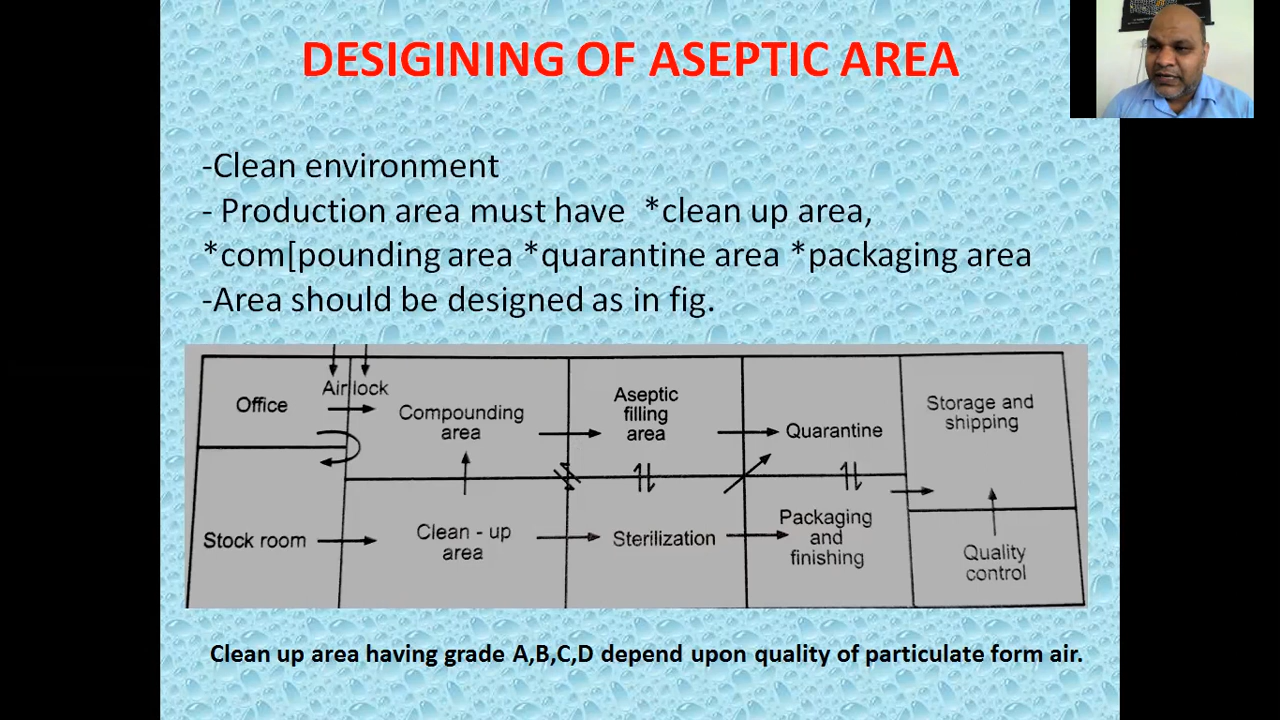 DESIGINING OF ASEPTIC AREA
-Clean environment
- Production area must have *clean up area,
*com[pounding area *quarantine area *packaging area
-Area should be designed as in fig.
Office
Air lock
Compounding
area
Aseptic
filling
area
Quarantine
Storage and
shipping
Stock room
Clean - up
area
Sterilization
Packaging
and
finishing
Quality
control
Clean up area having grade A,B,C,D depend upon quality of particulate form air.